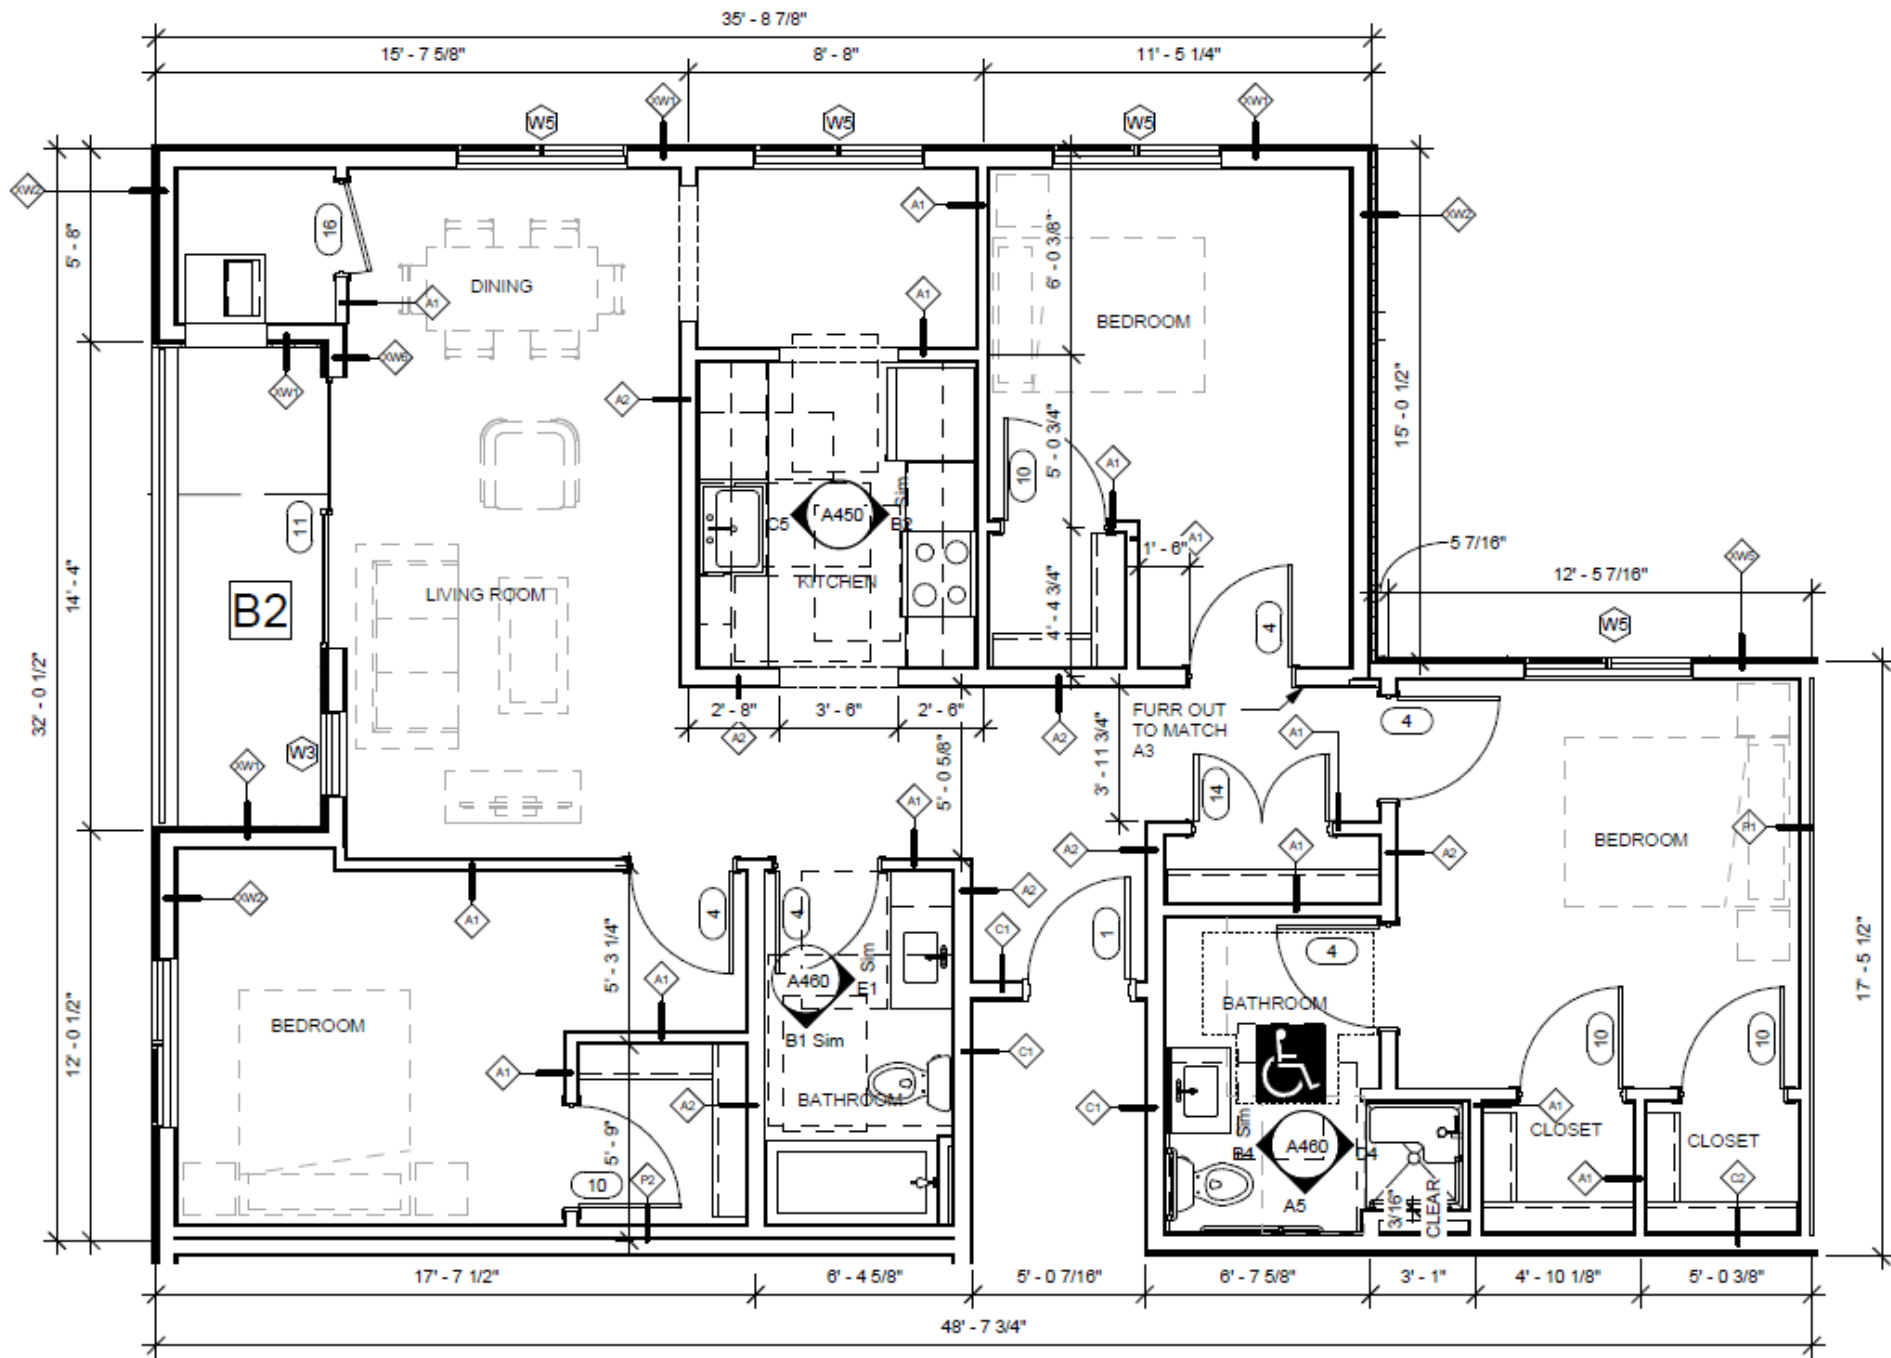 35' - 8 7/8"
15' - 7 5/8"
8' - 8"
11' - 5 1/4"
XW1
XW1
W5
W5
W5
XW2
A1
XW2
5' - 8"
16
6' - 0 3/8"
DINING
A1
A1
BEDROOM
XW6
XW1
A2
15' - 0 1/2"
5' - 0 3/4"
A1
10
Sim
11
C5
A450
B2
A1
1' - 6"
5 7/16"
XW5
12' - 5 7/16"
14' - 4"
B2
LIVING ROOM
KITCHEN
4' - 4 3/4"
4
W5
32' - 0 1/2"
2' - 8"
3' - 6"
2' - 6"
FURR OUT
TO MATCH
A3
4
A2
A2
A1
W3
XW1
5' - 0 5/8"
3' - 11 3/4"
14
A1
BEDROOM
P1
A2
A1
A2
XW2
A1
4
4
A2
C1
1
4
5' - 3 1/4"
A1
A460
Sim
E1
BATHROOM
17' - 5 1/2"
BEDROOM
B1 Sim
10
10
12' - 0 1/2"
A1
C1
A2
BATHROOM
C1
A1
CLOSET
CLOSET
Sim
B4
A460
D4
5' - 9"
P2
10
A5
3/16"
CLEAR
A1
C2
17' - 7 1/2"
6' - 4 5/8"
5' - 0 7/16"
6' - 7 5/8"
3' - 1"
4' - 10 1/8"
5' - 0 3/8"
48' - 7 3/4"